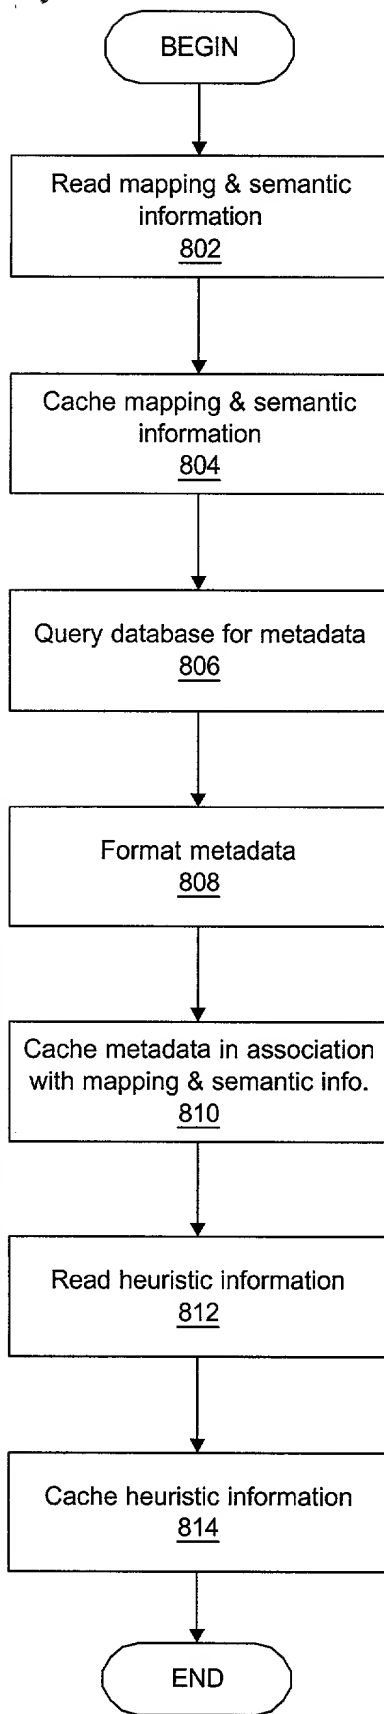 BEGIN
Read mapping & semantic
information
802
Cache mapping & semantic
information
804
Query database for metadata
806
Format metadata
808
Cache metadata in association
with mapping & semantic info.
810
Read heuristic information
812
Cache heuristic information
814
END